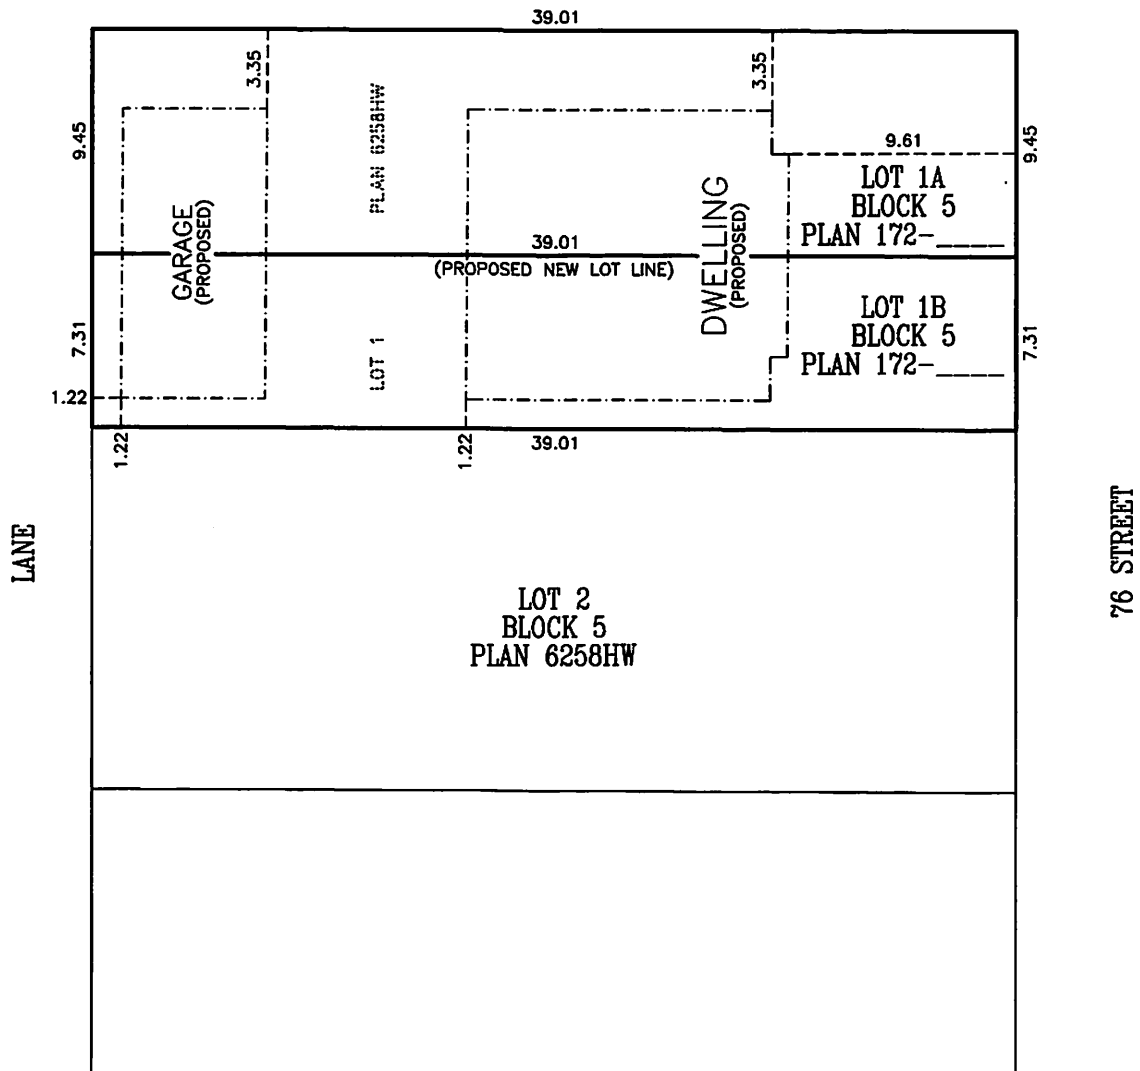 39.01
3.35
3.35
9.45
PLAN 6258HW
9.61
9.45
LOT 1A
BLOCK 5
PLAN 172-____
GARAGE
(PROPOSED)
DWELLING
(PROPOSED)
39.01
(PROPOSED NEW LOT LINE)
7.31
LOT 1
LOT 1B
BLOCK 5
PLAN 172-____
7.31
1.22
1.22
1.22
39.01
LANE
76 STREET
LOT 2
BLOCK 5
PLAN 6258HW